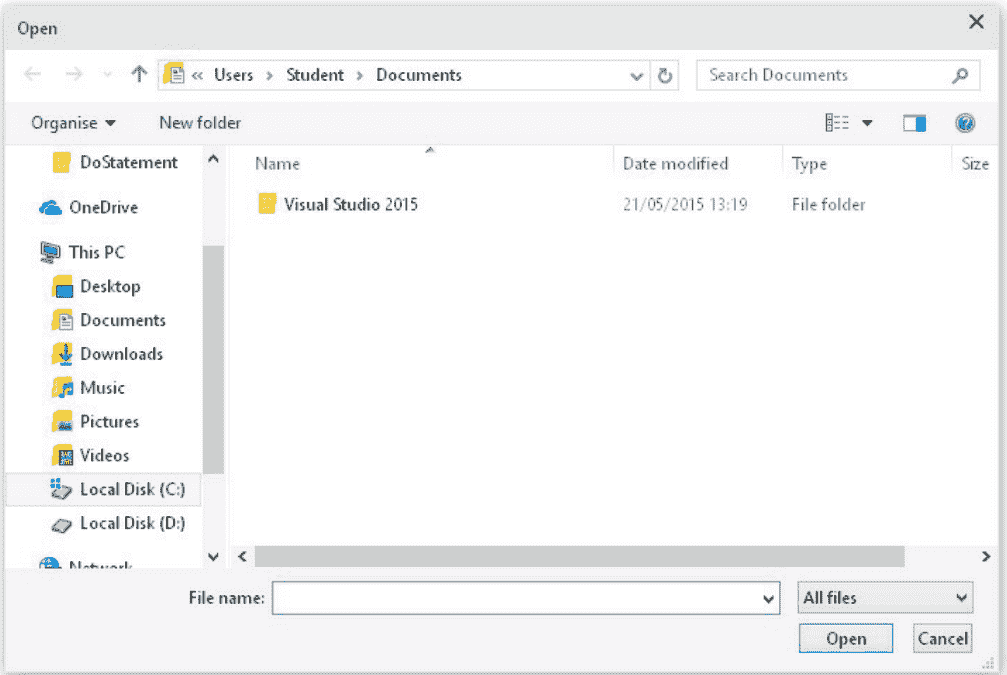 Open
« Users › Student › Documents
Search Documents
Organise
New folder
Name
Date modified
Type
Size
Visual Studio 2015
21/05/2015 13:19
File folder
DoStatement
OneDrive
This PC
Desktop
Documents
Downloads
Music
Pictures
Videos
Local Disk (C:)
Local Disk (D:)
Network
File name:
All files
Open
Cancel